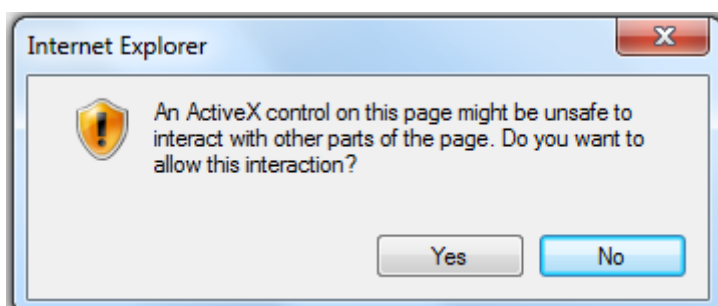 Internet Explorer
An ActiveX control on this page might be unsafe to
interact with other parts of the page. Do you want to
allow this interaction?
Yes
No